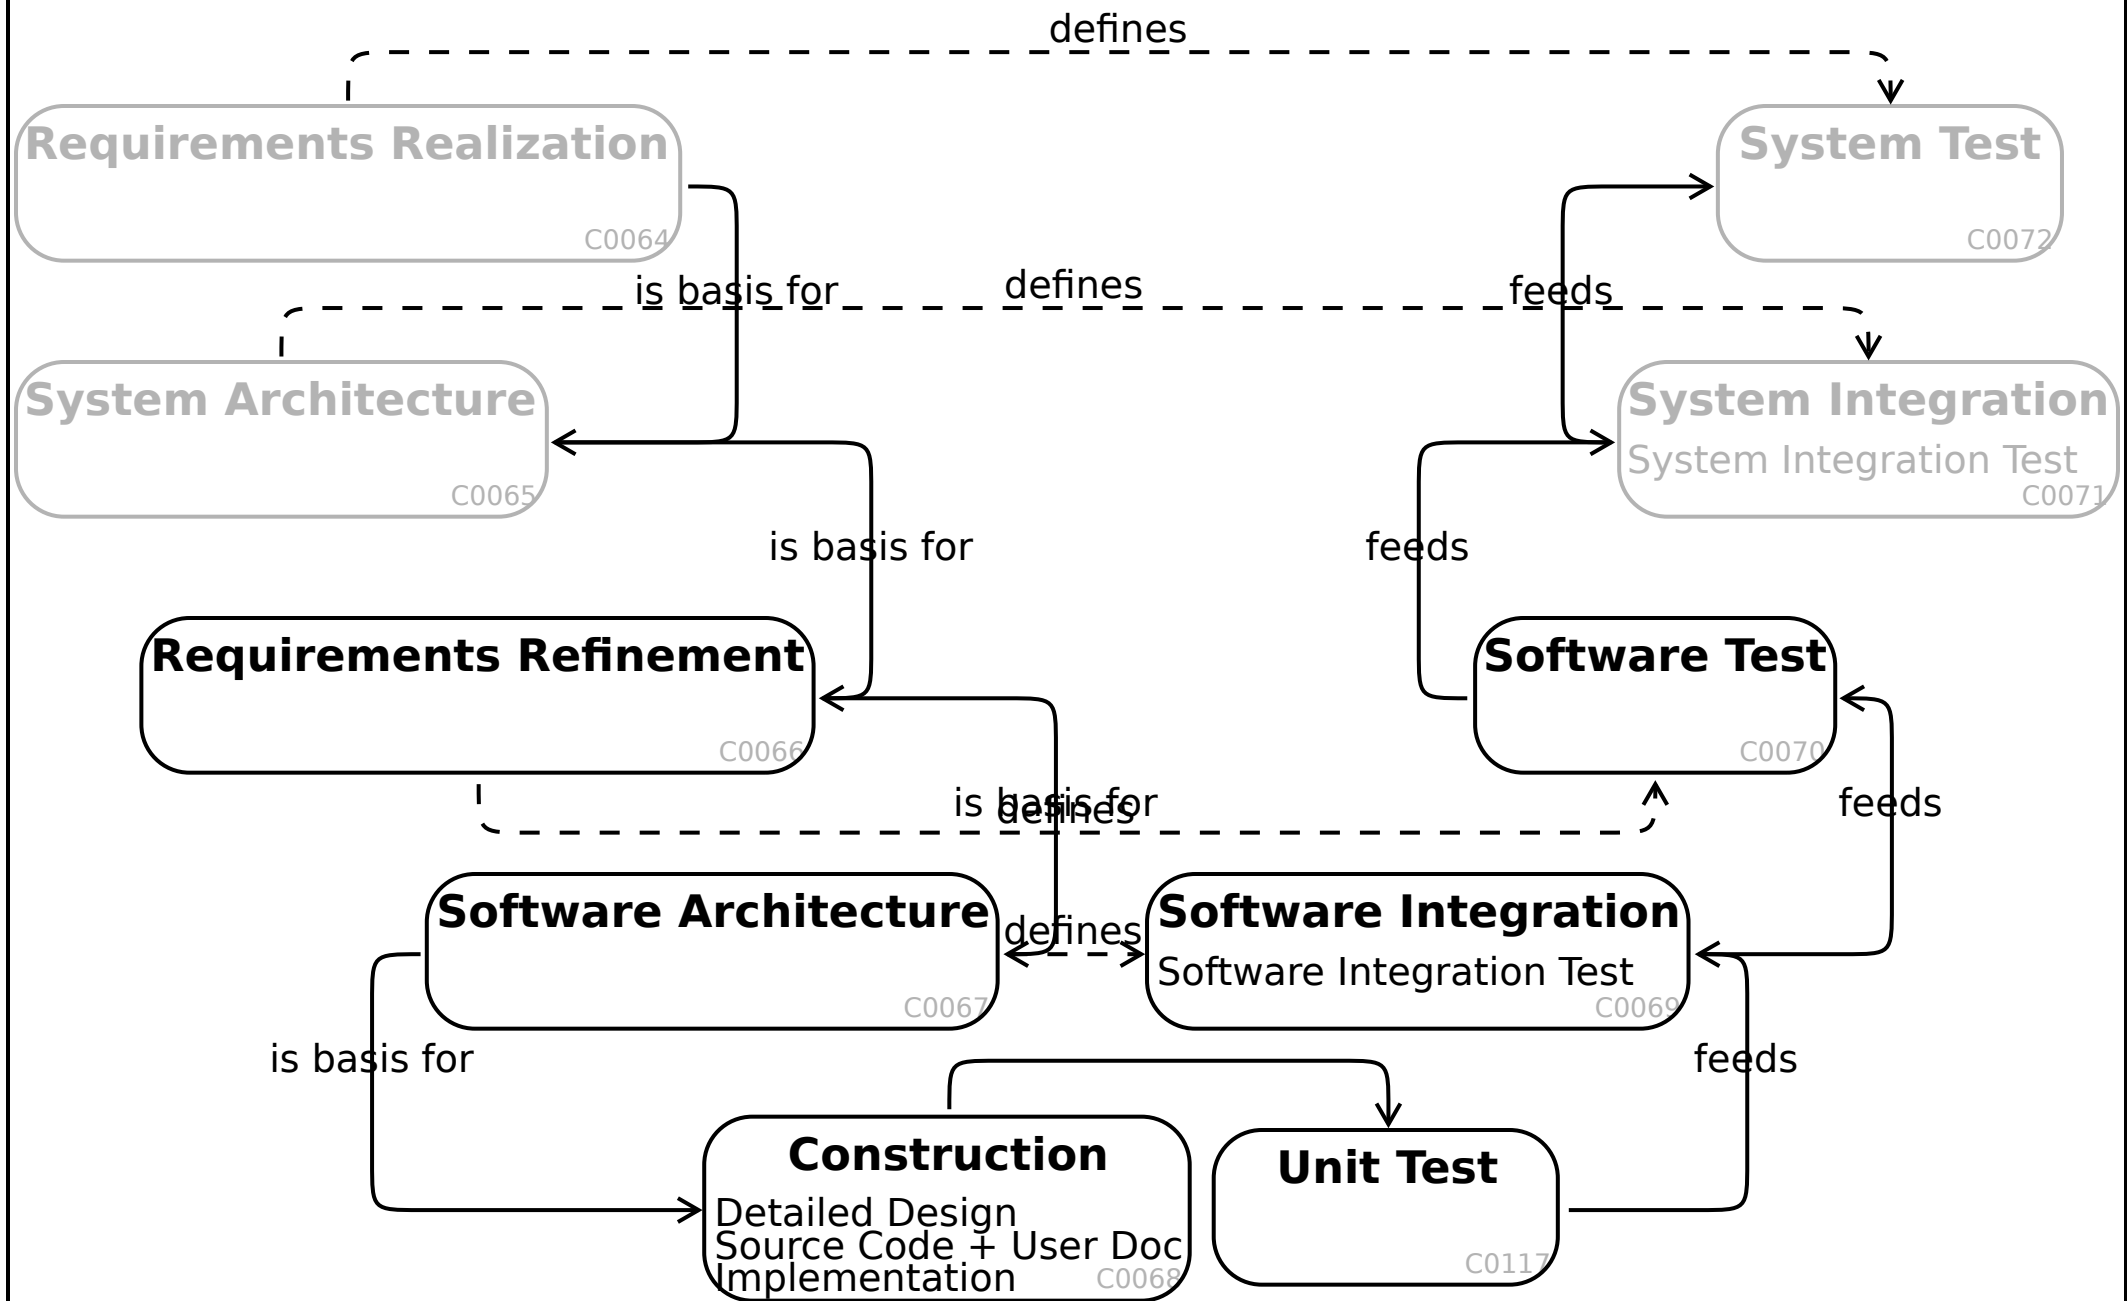 defines
Requirements Realization
C0064
System Test
C0072
is basis for
defines
feeds
System Architecture
C0065
System Integration
System Integration Test
C0071
is basis for
feeds
Requirements Refinement
C0066
Software Test
C0070
is basis for
defines
feeds
Software Architecture
C0067
defines
Software Integration
Software Integration Test
C0069
is basis for
feeds
Construction
Detailed Design
Source Code + User Doc
Implementation
C0068
Unit Test
C0117